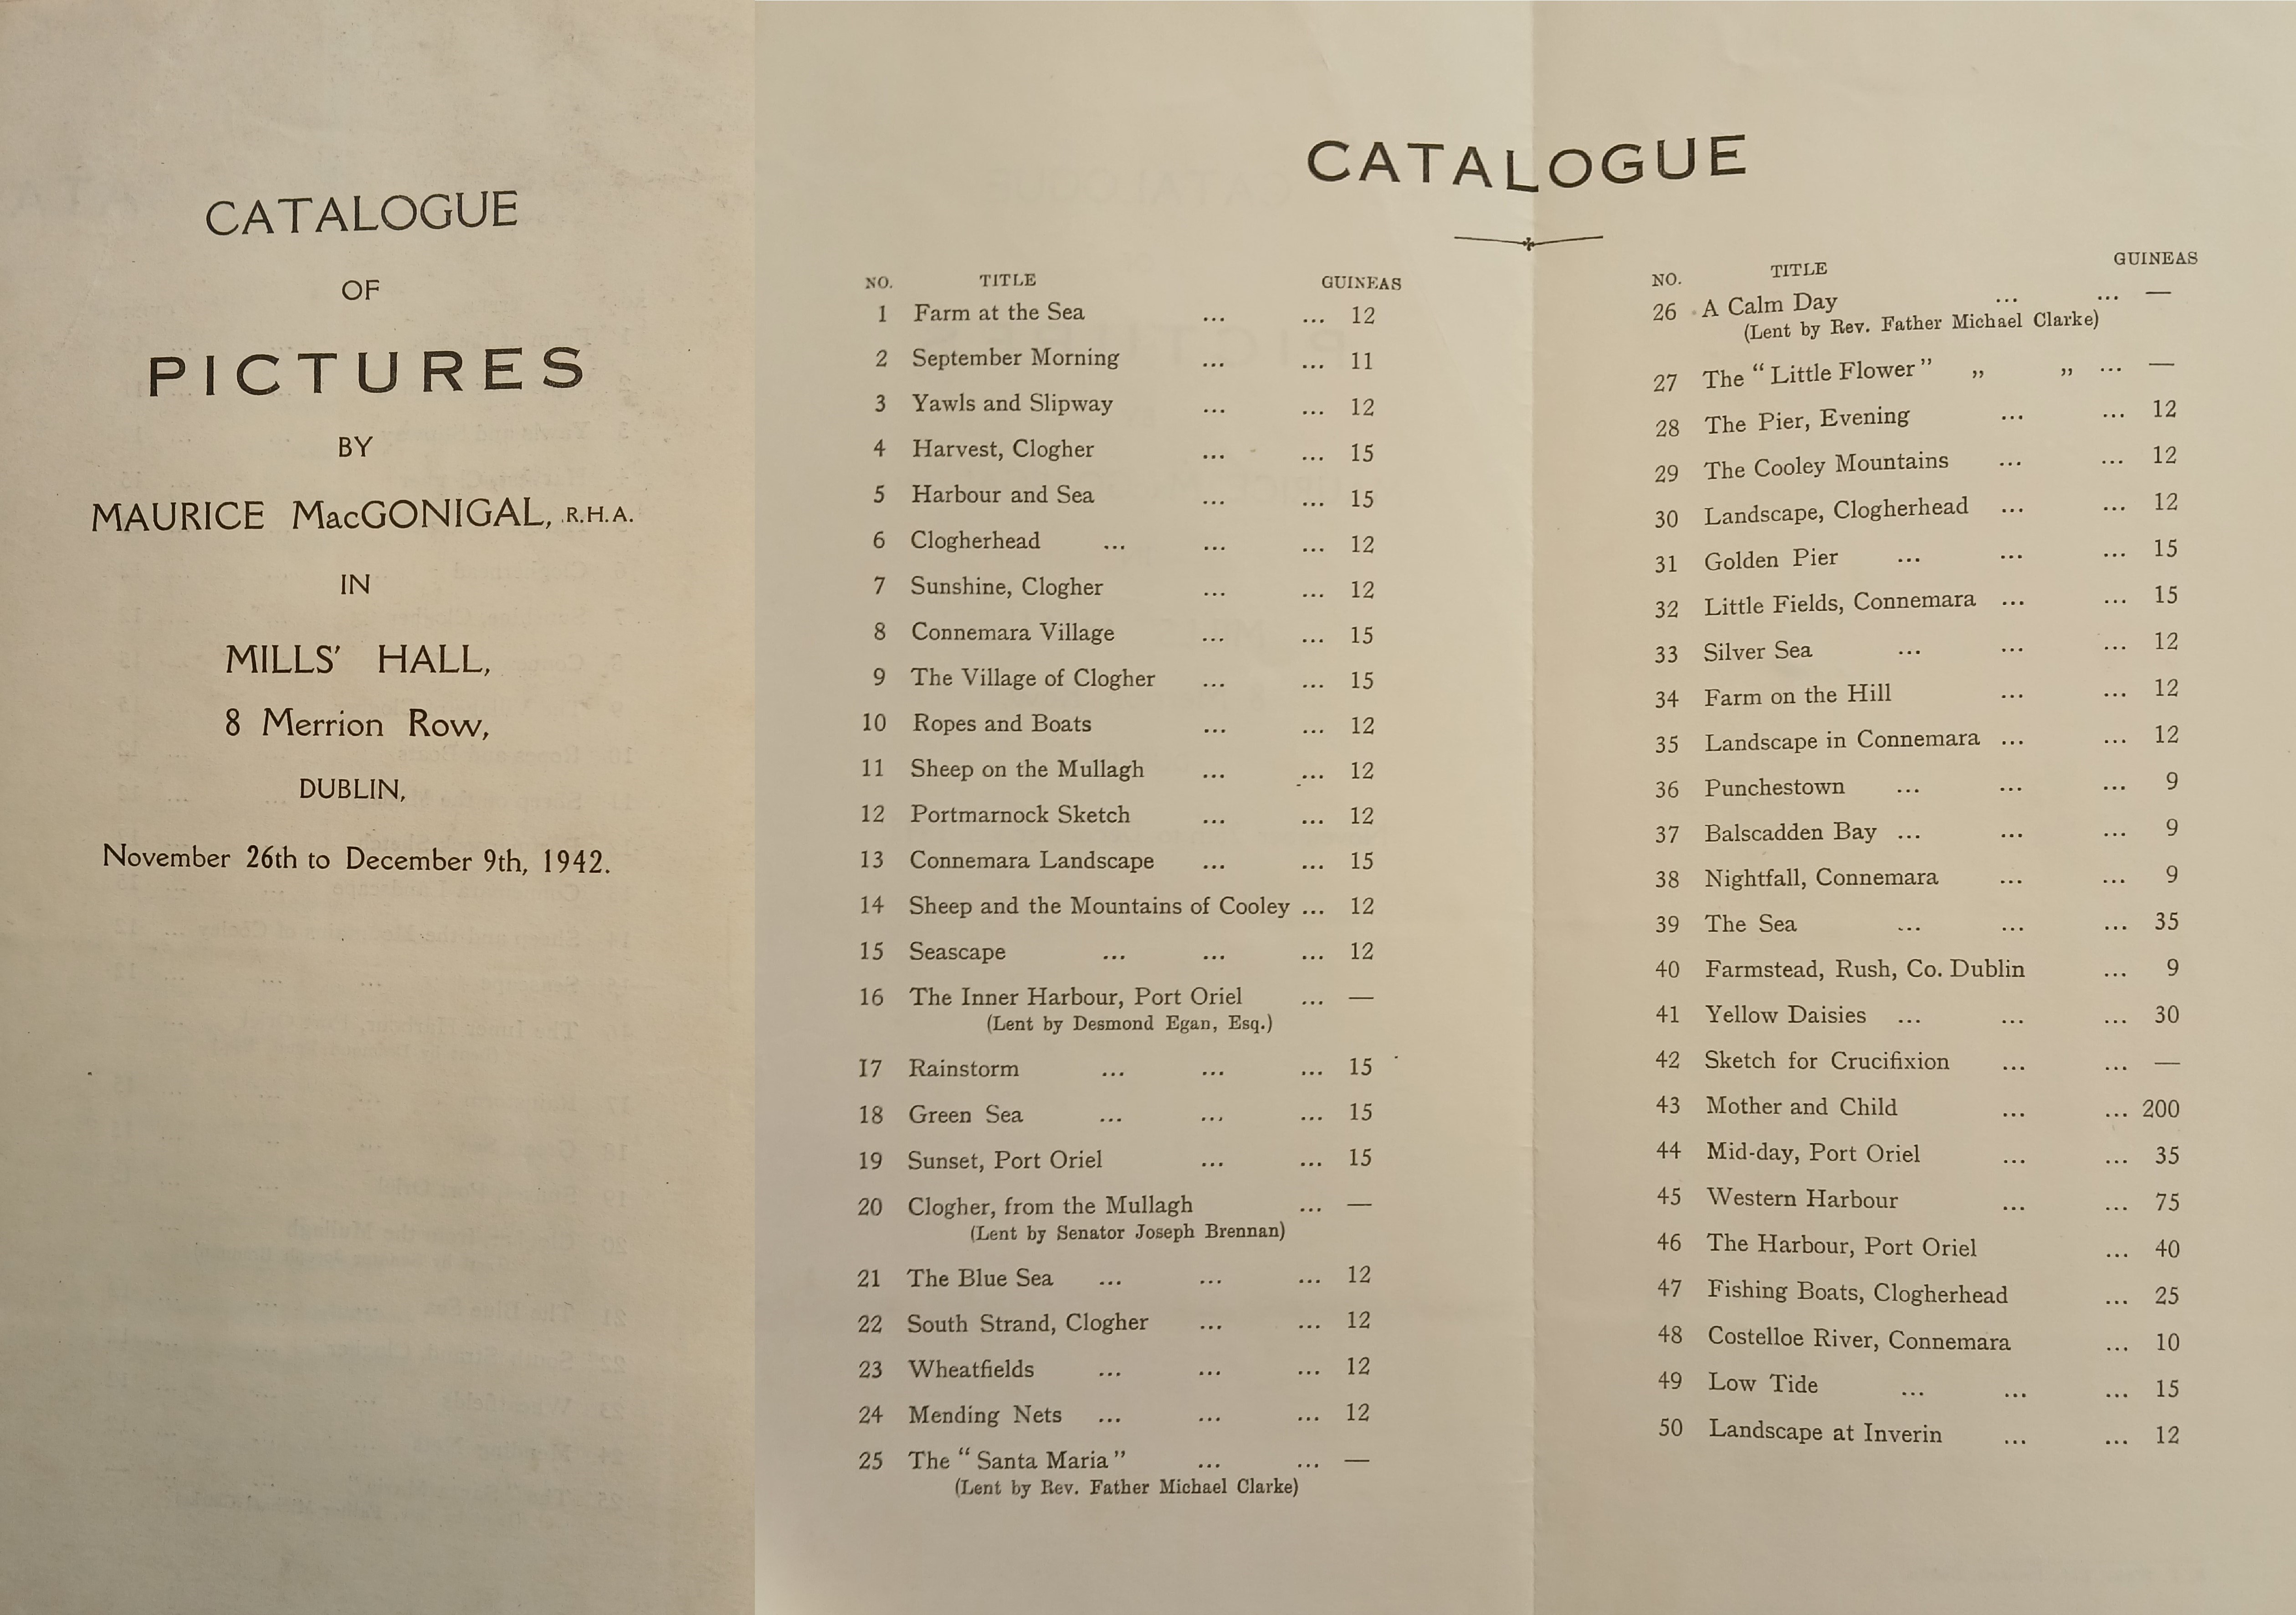 CATALOGUE
OF
PICTURES
BY
MAURICE MacGONIGAL, R.H.A.
IN
MILLS' HALL,
8 Merrion Row,
DUBLIN,
November 26th to December 9th, 1942.
CATALOGUE
NO. TITLE GUINEAS
1 Farm at the Sea ... ... 12
2 September Morning ... ... 11
3 Yawls and Slipway ... ... 12
4 Harvest, Clogher ... ... 15
5 Harbour and Sea ... ... 15
6 Clogherhead ... ... ... 12
7 Sunshine, Clogher ... ... 12
8 Connemara Village ... ... 15
9 The Village of Clogher ... ... 15
10 Ropes and Boats ... ... 12
11 Sheep on the Mullagh ... ... 12
12 Portmarnock Sketch ... ... 12
13 Connemara Landscape ... ... 15
14 Sheep and the Mountains of Cooley ... 12
15 Seascape ... ... ... 12
16 The Inner Harbour, Port Oriel ... —
(Lent by Desmond Egan, Esq.)
17 Rainstorm ... ... ... 15
18 Green Sea ... ... ... 15
19 Sunset, Port Oriel ... ... 15
20 Clogher, from the Mullagh ... —
(Lent by Senator Joseph Brennan)
21 The Blue Sea ... ... ... 12
22 South Strand, Clogher ... ... 12
23 Wheatfields ... ... ... 12
24 Mending Nets ... ... ... 12
25 The "Santa Maria" ... ... —
(Lent by Rev. Father Michael Clarke)
NO. TITLE GUINEAS
26 A Calm Day ... ... —
(Lent by Rev. Father Michael Clarke)
27 The "Little Flower" „ „ ... —
28 The Pier, Evening ... ... 12
29 The Cooley Mountains ... ... 12
30 Landscape, Clogherhead ... ... 12
31 Golden Pier ... ... ... 15
32 Little Fields, Connemara ... ... 15
33 Silver Sea ... ... ... 12
34 Farm on the Hill ... ... 12
35 Landscape in Connemara ... ... 12
36 Punchestown ... ... ... 9
37 Balscadden Bay ... ... ... 9
38 Nightfall, Connemara ... ... 9
39 The Sea ... ... ... 35
40 Farmstead, Rush, Co. Dublin ... 9
41 Yellow Daisies ... ... ... 30
42 Sketch for Crucifixion ... ... —
43 Mother and Child ... ... 200
44 Mid-day, Port Oriel ... ... 35
45 Western Harbour ... ... 75
46 The Harbour, Port Oriel ... 40
47 Fishing Boats, Clogherhead ... 25
48 Costelloe River, Connemara ... 10
49 Low Tide ... ... ... 15
50 Landscape at Inverin ... ... 12